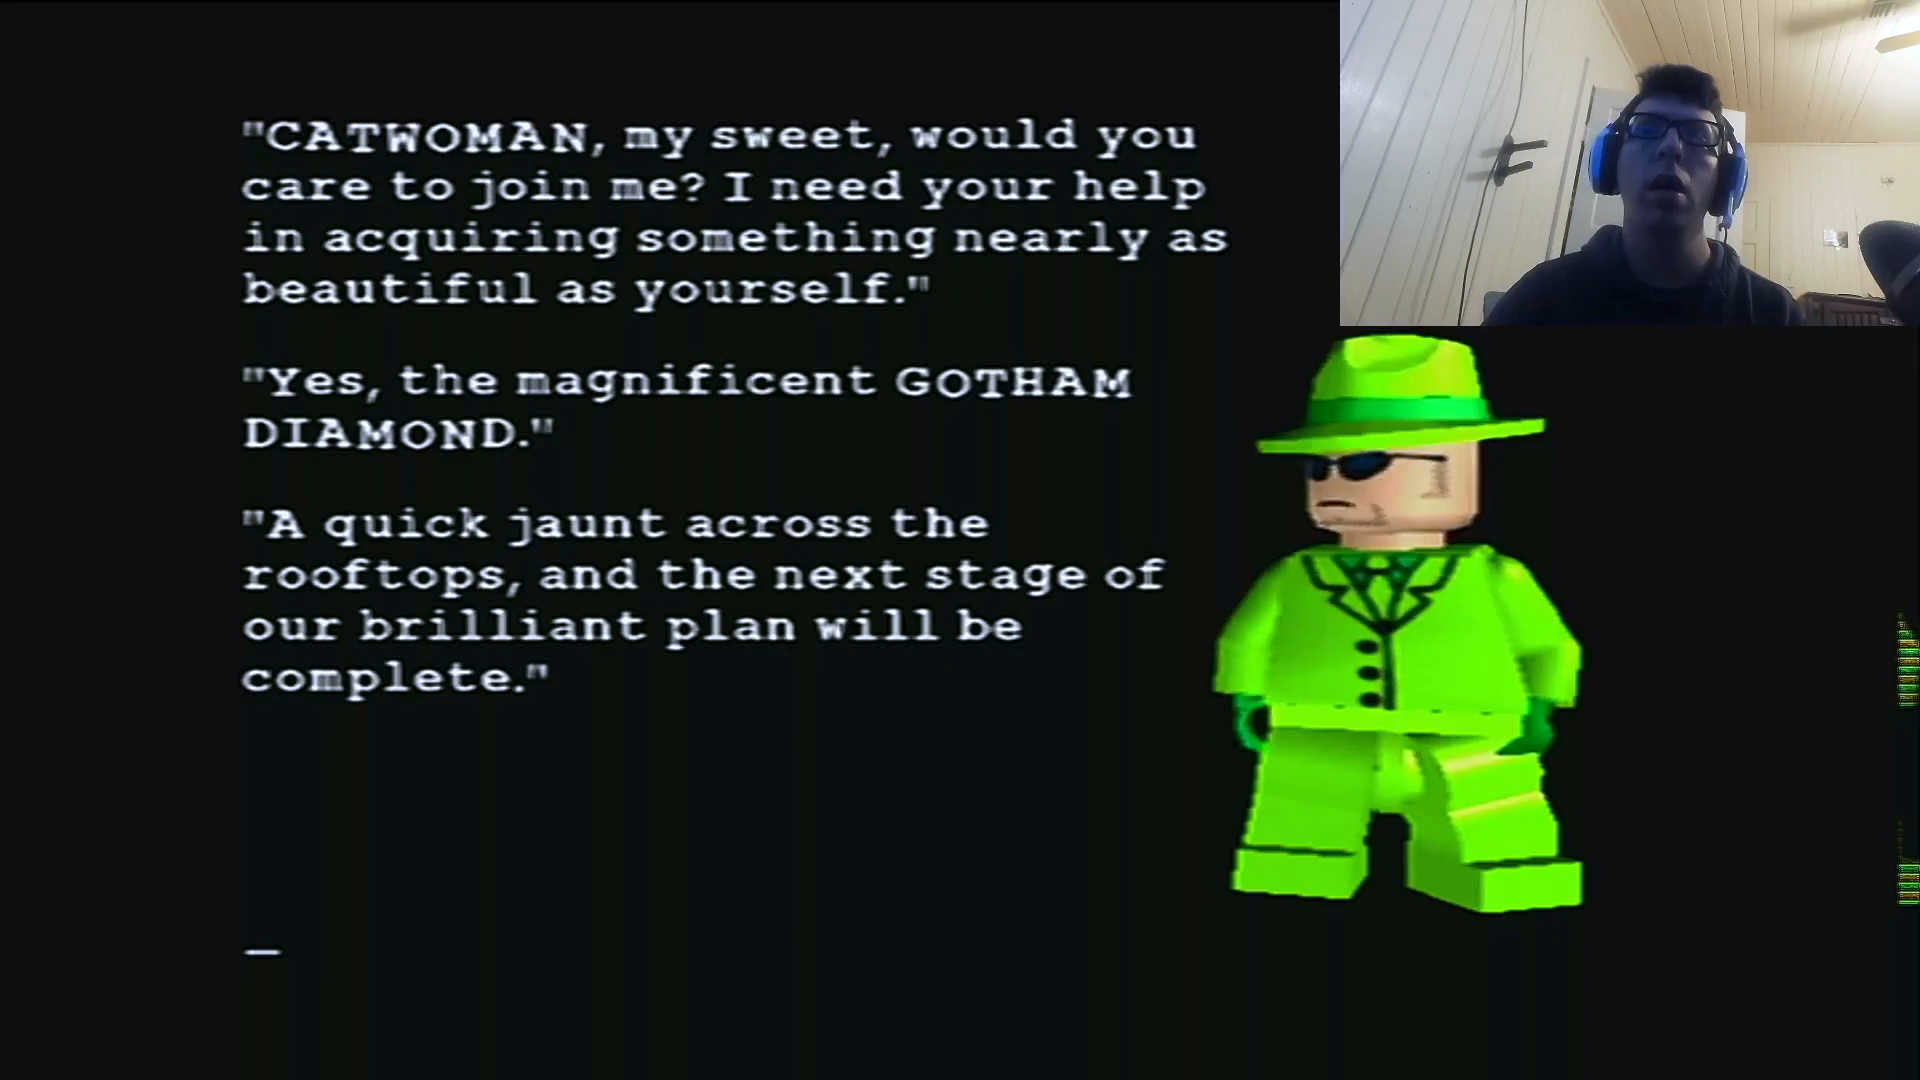 "CATWOMAN, my sweet, would you
care to join me? I need your help
in acquiring something nearly as
beautiful as yourself."
"Yes, the magnificent GOTHAM
DIAMOND."
"A quick jaunt across the
rooftops, and the next stage of
our brilliant plan will be
complete."
_